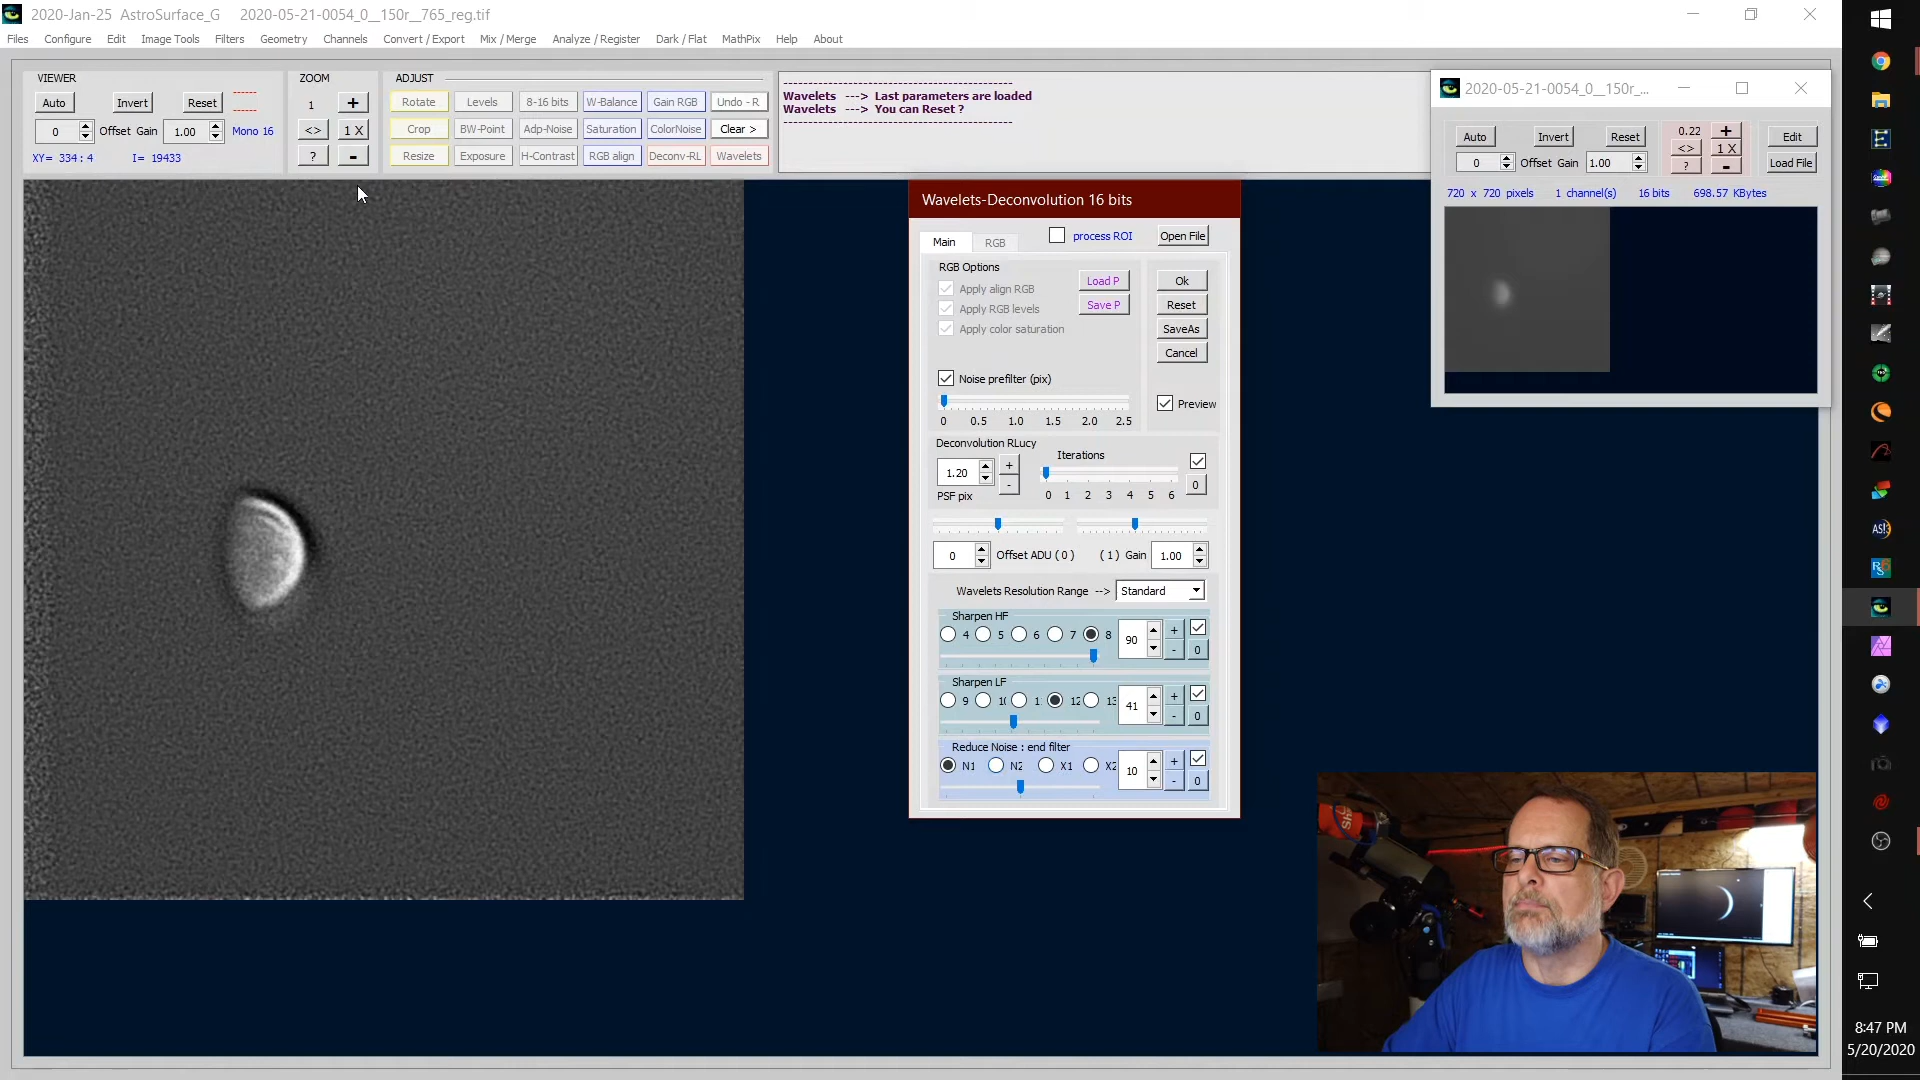 2020-Jan-25 AstroSurface_G 2020-05-21-0054_0__150r__765_reg.tif
Files Configure Edit Image Tools Filters Geometry Channels Convert / Export Mix / Merge Analyze / Register Dark / Flat MathPix Help About
VIEWER
Auto Invert Reset ------
------
0 Offset Gain 1.00 Mono 16
XY= 334 : 4 I= 19433
ZOOM
1 +
<> 1 X
? -
ADJUST
Rotate Levels 8-16 bits W-Balance Gain RGB Undo - R
Crop BW-Point Adp-Noise Saturation ColorNoise Clear >
Resize Exposure H-Contrast RGB align Deconv-RL Wavelets
----------------------------------------------
Wavelets ---> Last parameters are loaded
Wavelets ---> You can Reset ?
----------------------------------------------
2020-05-21-0054_0__150r_...
Auto Invert Reset 0.22 + Edit
<> 1 X
0 Offset Gain 1.00 ? - Load File
720 x 720 pixels 1 channel(s) 16 bits 698.57 KBytes
Wavelets-Deconvolution 16 bits
Main RGB process ROI Open File
RGB Options
Apply align RGB Load P Ok
Apply RGB levels Save P Reset
Apply color saturation SaveAs
Cancel
Noise prefilter (pix)
Preview
0 0.5 1.0 1.5 2.0 2.5
Deconvolution RLucy
Iterations
1.20 + -
PSF pix 0 1 2 3 4 5 6 0
0 Offset ADU ( 0 ) ( 1 ) Gain 1.00
Wavelets Resolution Range --> Standard
Sharpen HF
4 5 6 7 8 90 + - 0
Sharpen LF
9 1( 1: 12 13 41 + - 0
Reduce Noise : end filter
N1 N2 X1 X2 10 + - 0
8:47 PM
5/20/2020